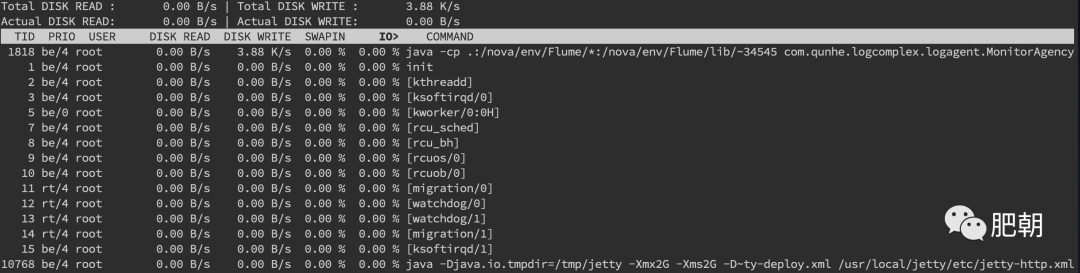 Total DISK READ : 0.00 B/s | Total DISK WRITE : 3.88 K/s
Actual DISK READ: 0.00 B/s | Actual DISK WRITE: 0.00 B/s
TID PRIO USER DISK READ DISK WRITE SWAPIN IO> COMMAND
1818 be/4 root 0.00 B/s 3.88 K/s 0.00 % 0.00 % java -cp .:/nova/env/Flume/*:/nova/env/Flume/lib/~34545 com.qunhe.logcomplex.logagent.MonitorAgency
1 be/4 root 0.00 B/s 0.00 B/s 0.00 % 0.00 % init
2 be/4 root 0.00 B/s 0.00 B/s 0.00 % 0.00 % [kthreadd]
3 be/4 root 0.00 B/s 0.00 B/s 0.00 % 0.00 % [ksoftirqd/0]
5 be/0 root 0.00 B/s 0.00 B/s 0.00 % 0.00 % [kworker/0:0H]
7 be/4 root 0.00 B/s 0.00 B/s 0.00 % 0.00 % [rcu_sched]
8 be/4 root 0.00 B/s 0.00 B/s 0.00 % 0.00 % [rcu_bh]
9 be/4 root 0.00 B/s 0.00 B/s 0.00 % 0.00 % [rcuos/0]
10 be/4 root 0.00 B/s 0.00 B/s 0.00 % 0.00 % [rcuob/0]
11 rt/4 root 0.00 B/s 0.00 B/s 0.00 % 0.00 % [migration/0]
12 rt/4 root 0.00 B/s 0.00 B/s 0.00 % 0.00 % [watchdog/0]
13 rt/4 root 0.00 B/s 0.00 B/s 0.00 % 0.00 % [watchdog/1]
14 rt/4 root 0.00 B/s 0.00 B/s 0.00 % 0.00 % [migration/1]
15 be/4 root 0.00 B/s 0.00 B/s 0.00 % 0.00 % [ksoftirqd/1]
10768 be/4 root 0.00 B/s 0.00 B/s 0.00 % 0.00 % java -Djava.io.tmpdir=/tmp/jetty -Xmx2G -Xms2G -D~ty-deploy.xml /usr/local/jetty/etc/jetty-http.xml
肥朝